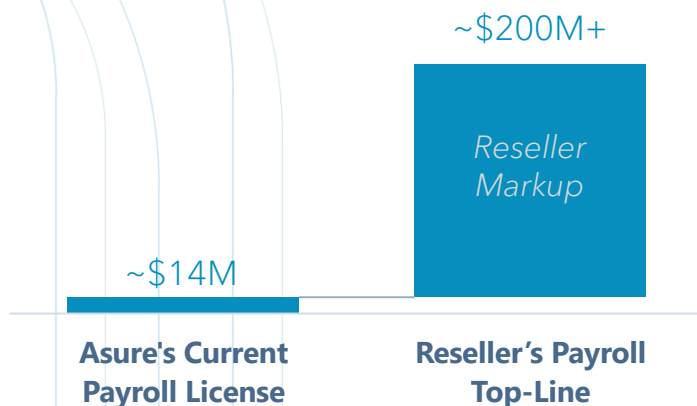 ~$200M+
Reseller
Markup
~$14M
Asure's Current
Payroll License
Reseller’s Payroll
Top-Line